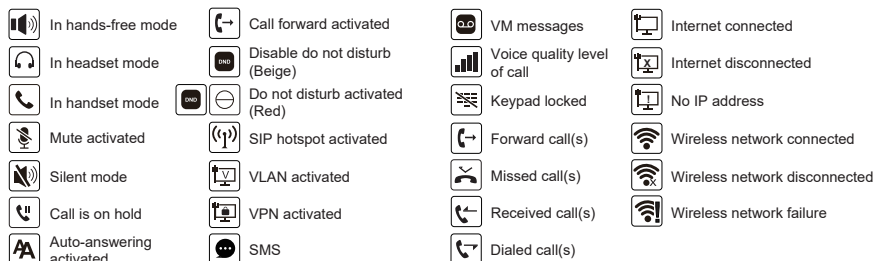 In hands-free mode
In headset mode
In handset mode
Mute activated
Silent mode
Call is on hold
AA Auto-answering
activated
Call forward activated
DND Disable do not disturb
(Beige)
DND Do not disturb activated
(Red)
SIP hotspot activated
V VLAN activated
VPN activated
SMS
VM messages
Voice quality level
of call
Keypad locked
Forward call(s)
Missed call(s)
Received call(s)
Dialed call(s)
Internet connected
X Internet disconnected
! No IP address
Wireless network connected
X Wireless network disconnected
! Wireless network failure